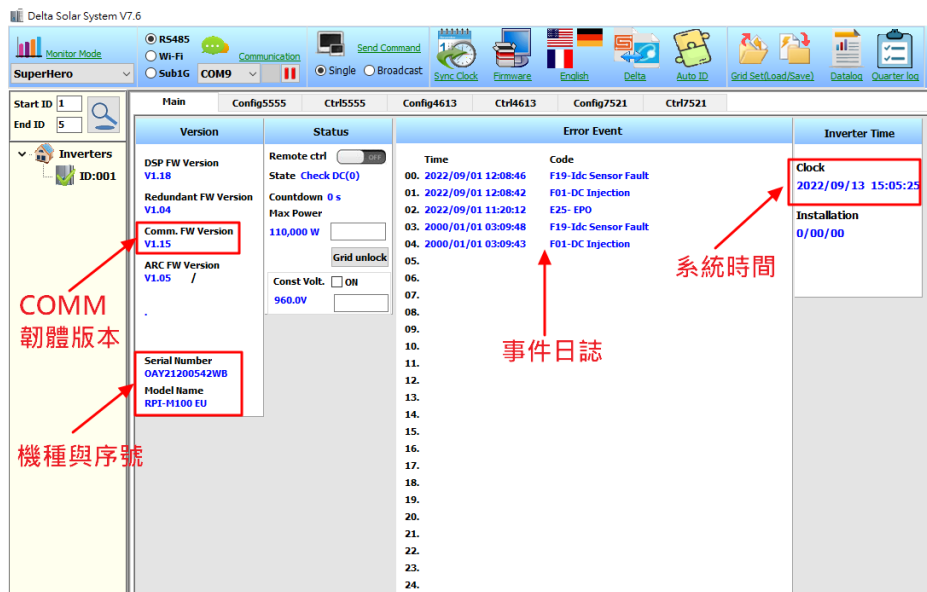 Delta Solar System V7.6
Monitor Mode
SuperHero
RS485
Wi-Fi
Sub1G
Communication
COM9
Send Command
Single
Broadcast
Sync Clock
Firmware
English
Delta
Auto ID
Grid Set(Load/Save)
Datalog
Quarter log
Start ID 1
End ID 5
Inverters
ID:001
Main
Config5555
Ctrl5555
Config4613
Ctrl4613
Config7521
Ctrl7521
Version
DSP FW Version
V1.18
Redundant FW Version
V1.04
Comm. FW Version
V1.15
ARC FW Version
V1.05 /
.
Serial Number
OAY21200542WB
Model Name
RPI-M100 EU
COMM
韌體版本
機種與序號
Status
Remote ctrl OFF
State Check DC(0)
Countdown 0 s
Max Power
110,000 W
Grid unlock
Const Volt. ON
960.0V
Error Event
Time Code
00. 2022/09/01 12:08:46 F19-Idc Sensor Fault
01. 2022/09/01 12:08:42 F01-DC Injection
02. 2022/09/01 11:20:12 E25- EPO
03. 2000/01/01 03:09:48 F19-Idc Sensor Fault
04. 2000/01/01 03:09:43 F01-DC Injection
05.
06.
07.
08.
09.
10.
11.
12.
13.
14.
15.
16.
17.
18.
19.
20.
21.
22.
23.
24.
事件日誌
Inverter Time
Clock
2022/09/13 15:05:25
Installation
0/00/00
系統時間